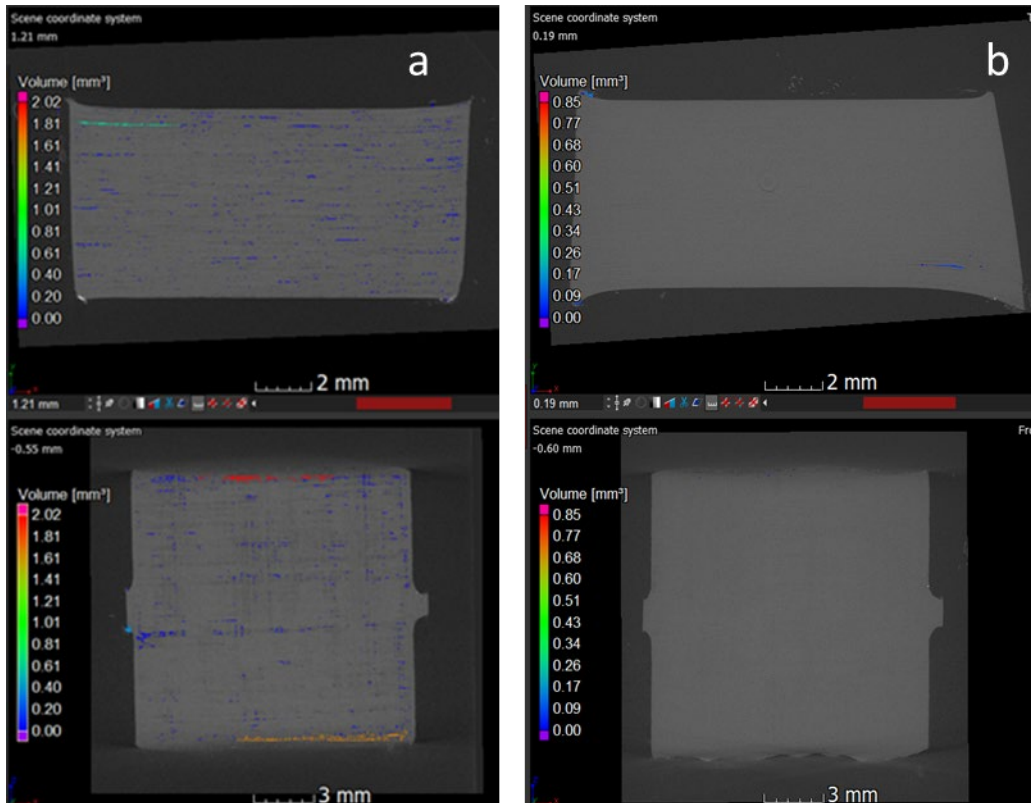 Scene coordinate system
1.21 mm
a
Volume [mm³]
2.02
1.81
1.61
1.41
1.21
1.01
0.81
0.61
0.40
0.20
0.00
2 mm
1.21 mm
Scene coordinate system
-0.55 mm
Volume [mm³]
2.02
1.81
1.61
1.41
1.21
1.01
0.81
0.61
0.40
0.20
0.00
3 mm
Scene coordinate system
0.19 mm
b
Volume [mm³]
0.85
0.77
0.68
0.60
0.51
0.43
0.34
0.26
0.17
0.09
0.00
2 mm
0.19 mm
Scene coordinate system
Fro
-0.60 mm
Volume [mm³]
0.85
0.77
0.68
0.60
0.51
0.43
0.34
0.26
0.17
0.09
0.00
3 mm